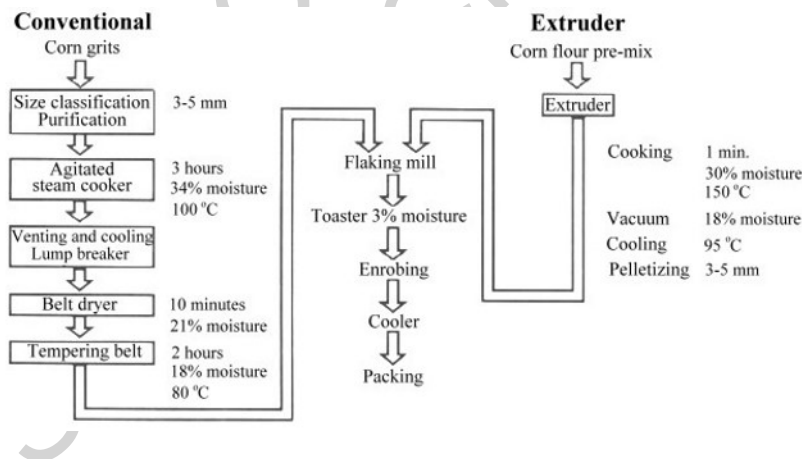 Conventional
Corn grits
Size classification
Purification
3-5 mm
Agitated
steam cooker
3 hours
34% moisture
100 °C
Venting and cooling
Lump breaker
Belt dryer
10 minutes
21% moisture
Tempering belt
2 hours
18% moisture
80 °C
Flaking mill
Toaster 3% moisture
Enrobing
Cooler
Packing
Extruder
Corn flour pre-mix
Extruder
Cooking 1 min.
30% moisture
150 °C
Vacuum 18% moisture
Cooling 95 °C
Pelletizing 3-5 mm